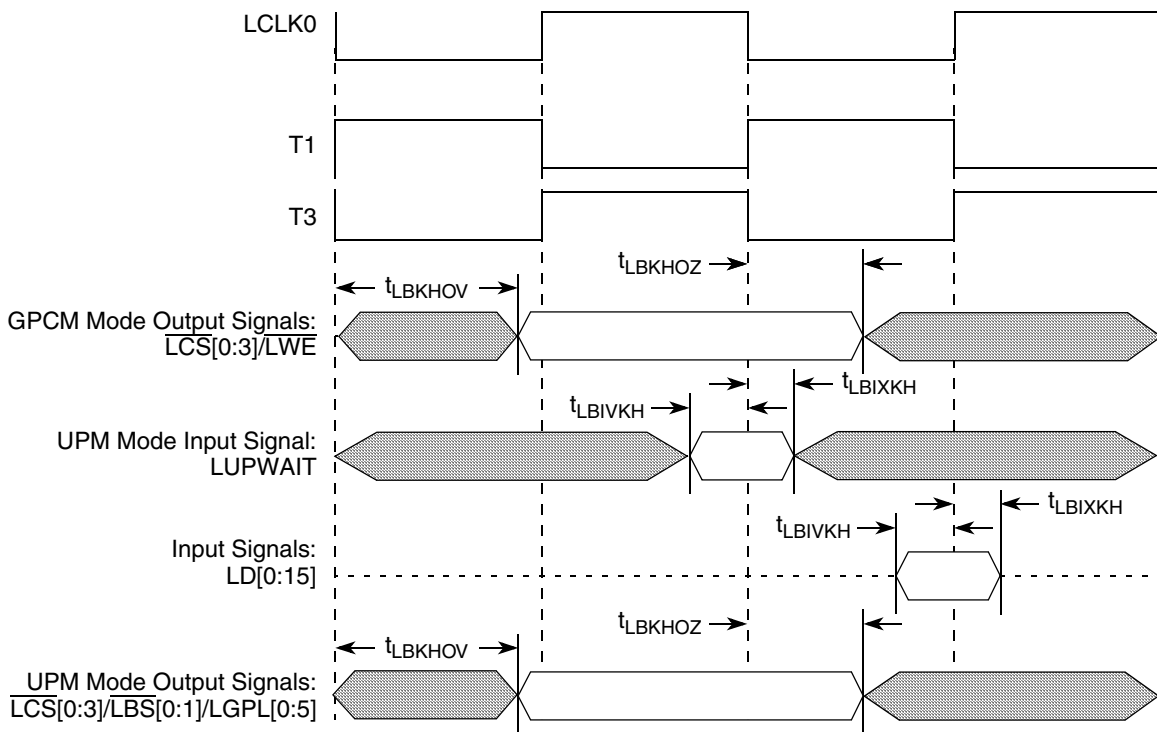 LCLK0
T1
T3
tLBKHOZ
tLBKHOV
GPCM Mode Output Signals:
LCS[0:3]/LWE
tLBIXKH
tLBIVKH
UPM Mode Input Signal:
LUPWAIT
tLBIXKH
tLBIVKH
Input Signals:
LD[0:15]
tLBKHOZ
tLBKHOV
UPM Mode Output Signals:
LCS[0:3]/LBS[0:1]/LGPL[0:5]